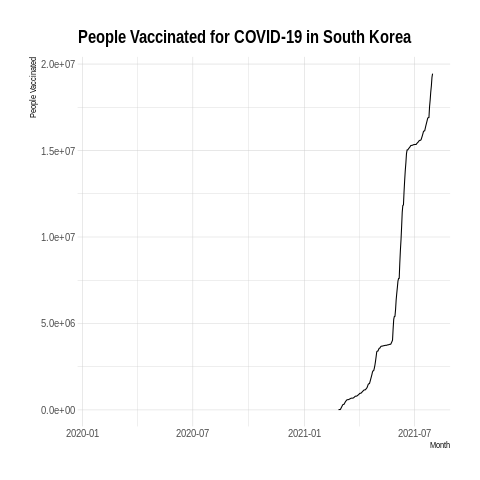 People Vaccinated for COVID-19 in South Korea
People Vaccinated
2.0e+07
1.5e+07
1.0e+07
5.0e+06
0.0e+00
2020-01 2020-07 2021-01 2021-07
Month